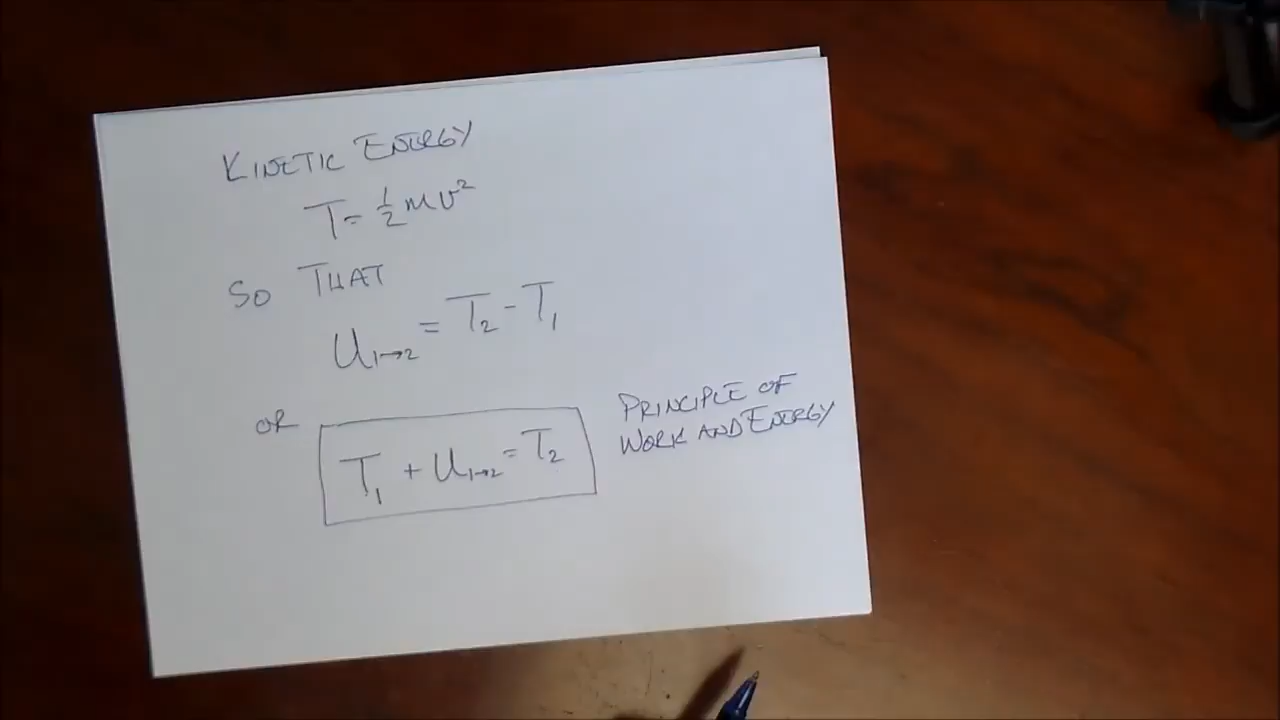 KINETIC ENERGY
T = ½ mv²
SO THAT
U₁→₂ = T₂ - T₁
OR
T₁ + U₁→₂ = T₂
PRINCIPLE OF
WORK AND ENERGY